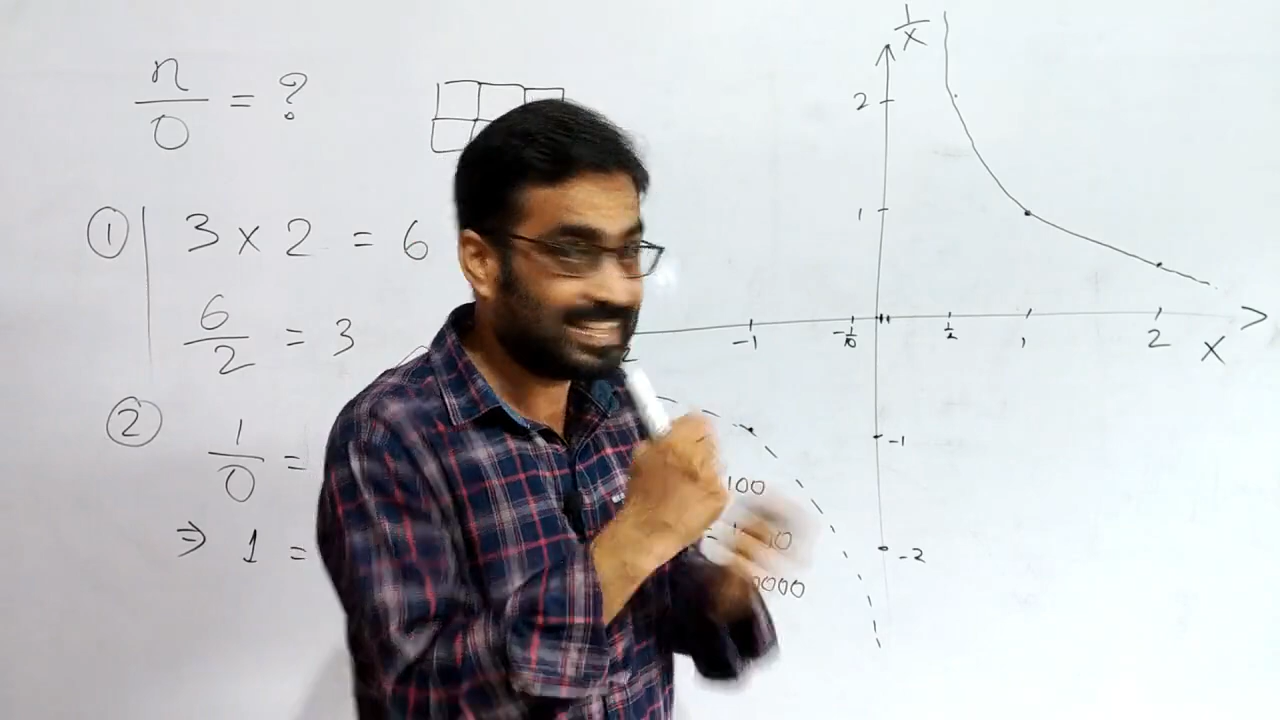 n/0 = ?
① 3 x 2 = 6
6/2 = 3
② 1/0 =
⇒ 1 =
100
0000
1/x
2
1
-1
-1/10
1/2
1
2
x
-1
-2